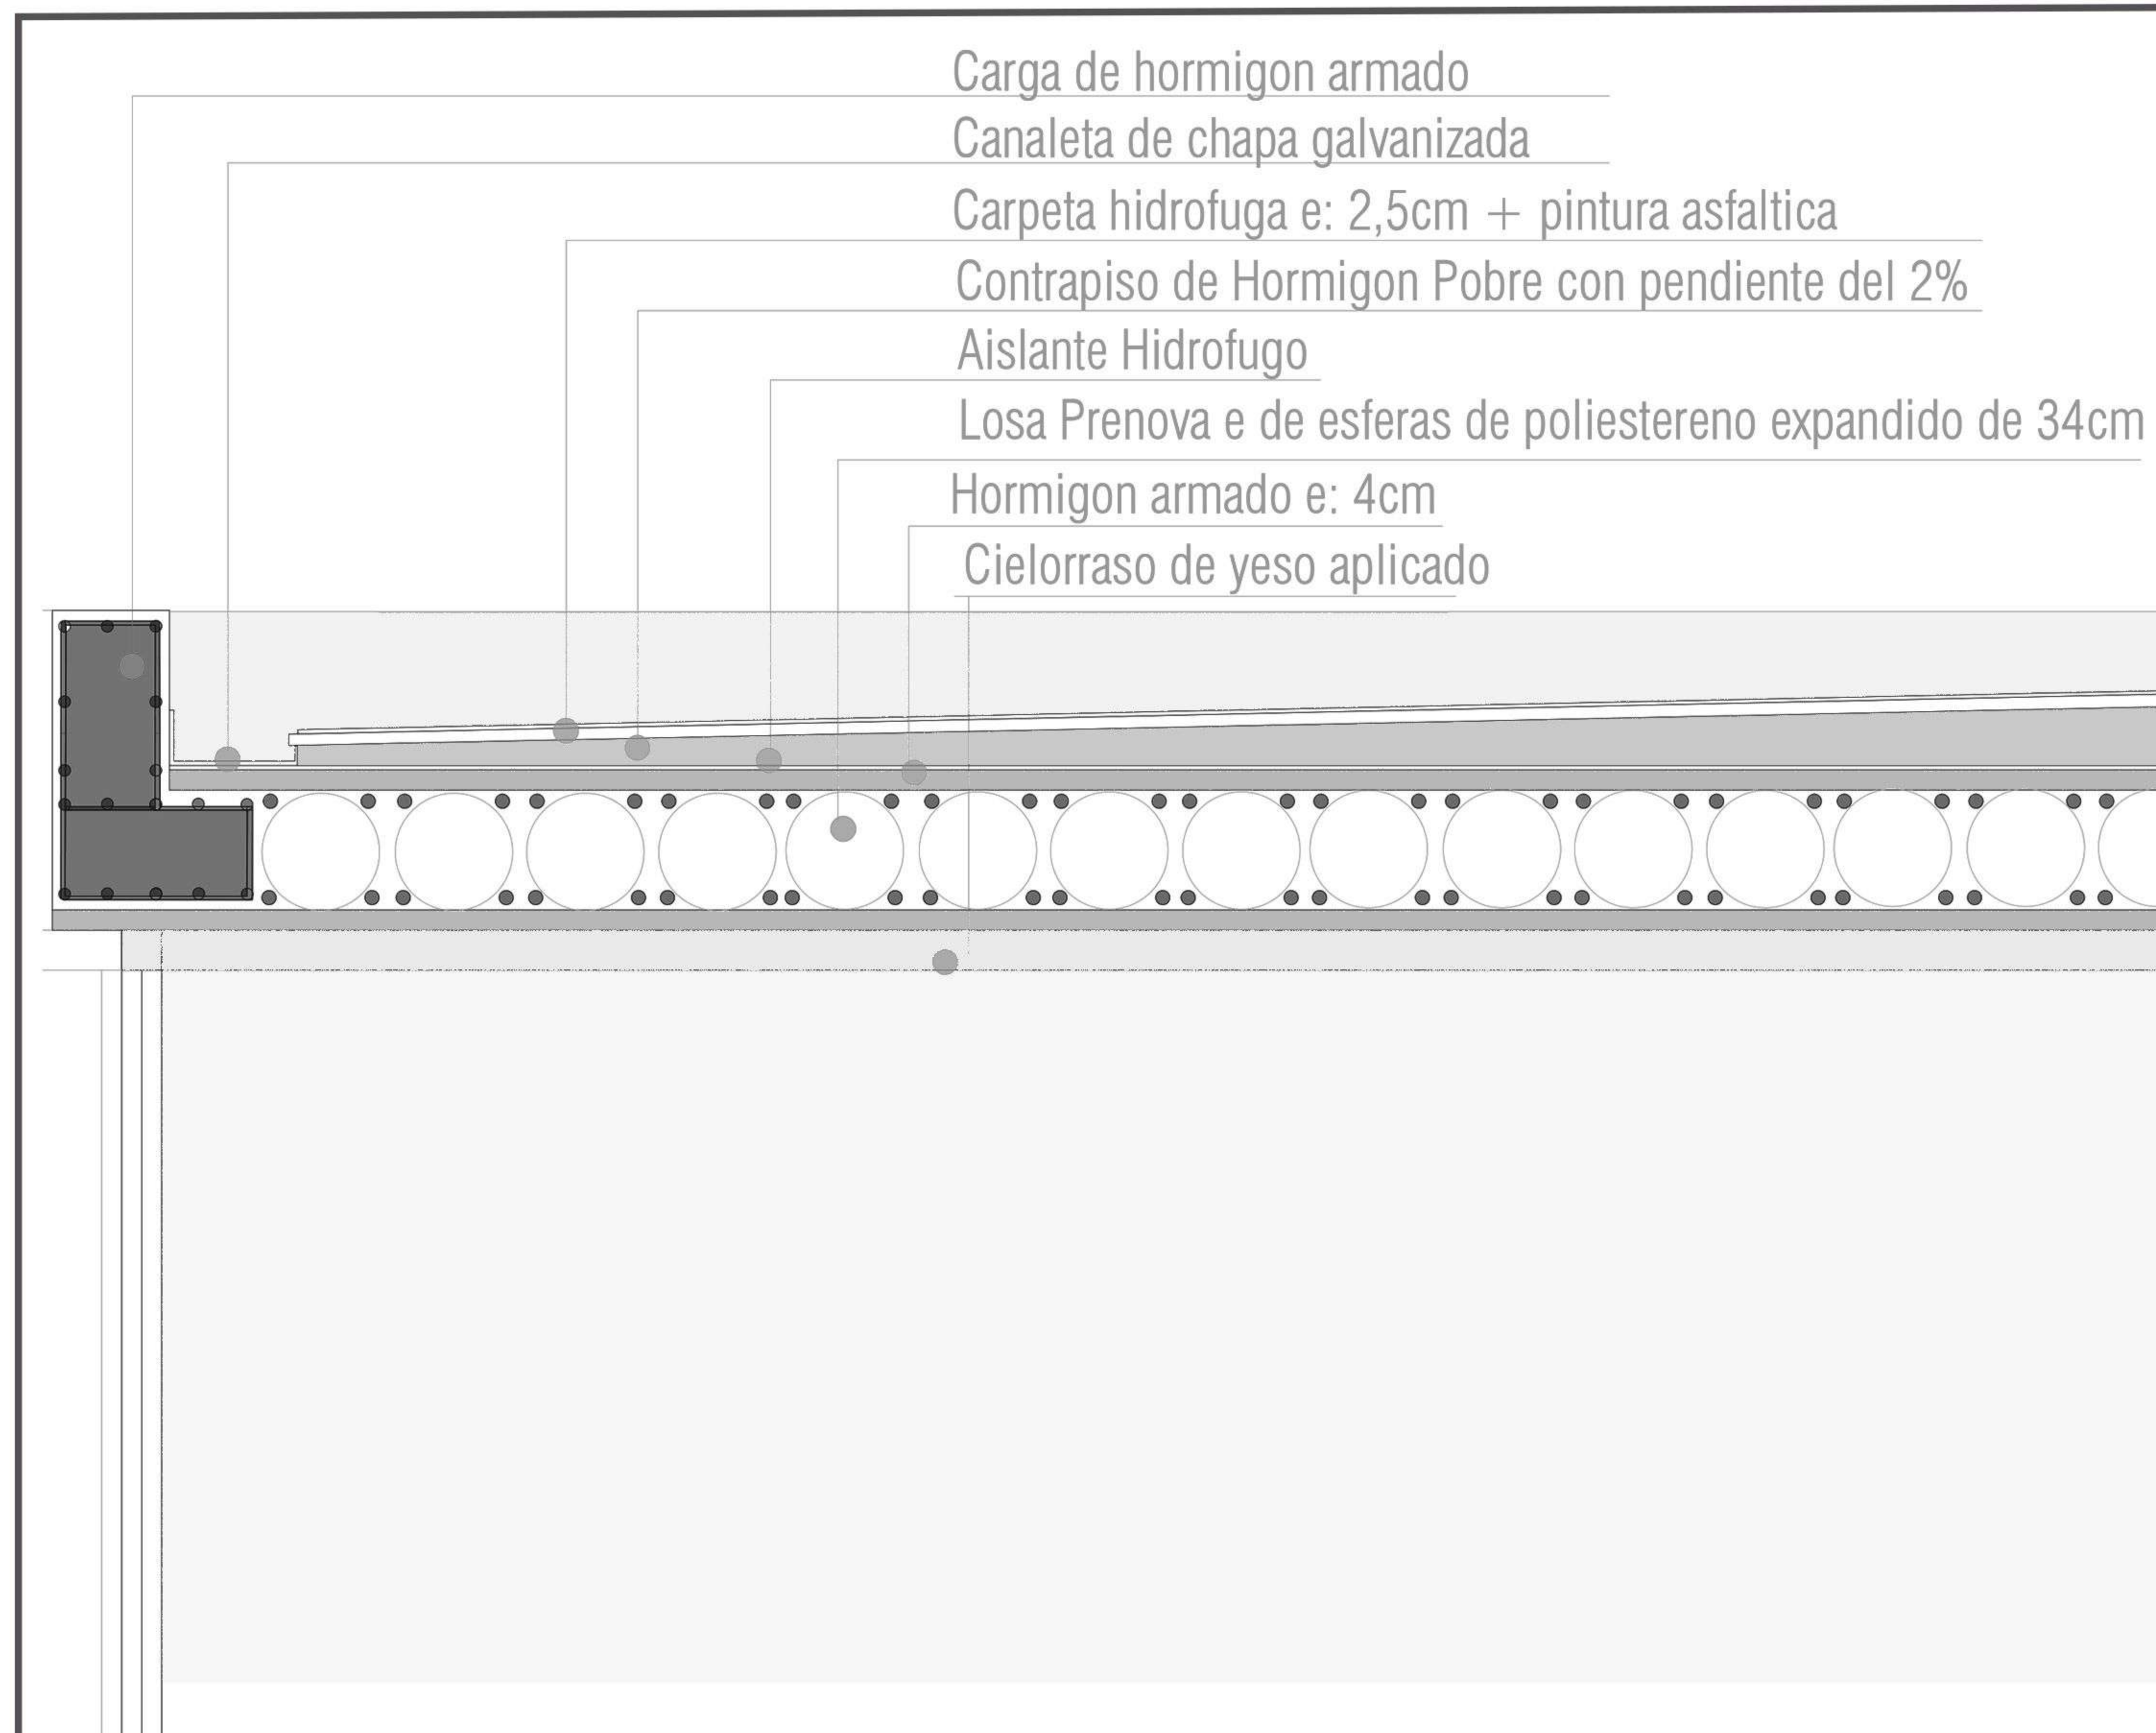 Carga de hormigon armado
Canaleta de chapa galvanizada
Carpeta hidrofuga e: 2,5cm + pintura asfaltica
Contrapiso de Hormigon Pobre con pendiente del 2%
Aislante Hidrofugo
Losa Prenova e de esferas de poliestereno expandido de 34cm
Hormigon armado e: 4cm
Cielorraso de yeso aplicado